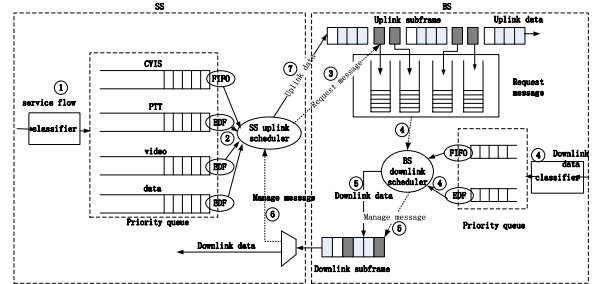 SS
BS
Uplink subframe
Uplink data
CVIS
FIFO
PTT
EDF
video
EDF
data
EDF
Priority queue
1
service flow
classifier
2
SS uplink
scheduler
7
Uplink data
3
Request message
Request
message
4
BS
downlink
scheduler
4
FIFO
EDF
Priority queue
4
Downlink
data
classifier
5
Downlink data
Manage message
5
Manage message
6
Downlink data
Downlink subframe